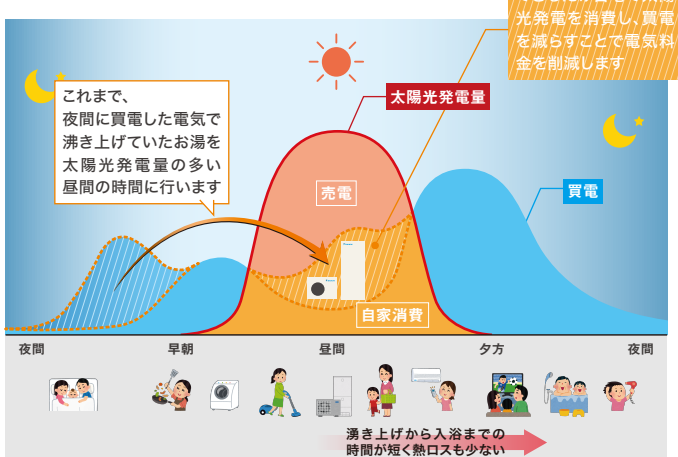 光発電を消費し、買電
を減らすことで電気料
金を削減します
太陽光発電量
これまで、
夜間に買電した電気で
沸き上げていたお湯を
太陽光発電量の多い
昼間の時間に行います
売電
買電
自家消費
夜間
早朝
昼間
夕方
夜間
湧き上げから入浴までの
時間が短く熱ロスも少ない